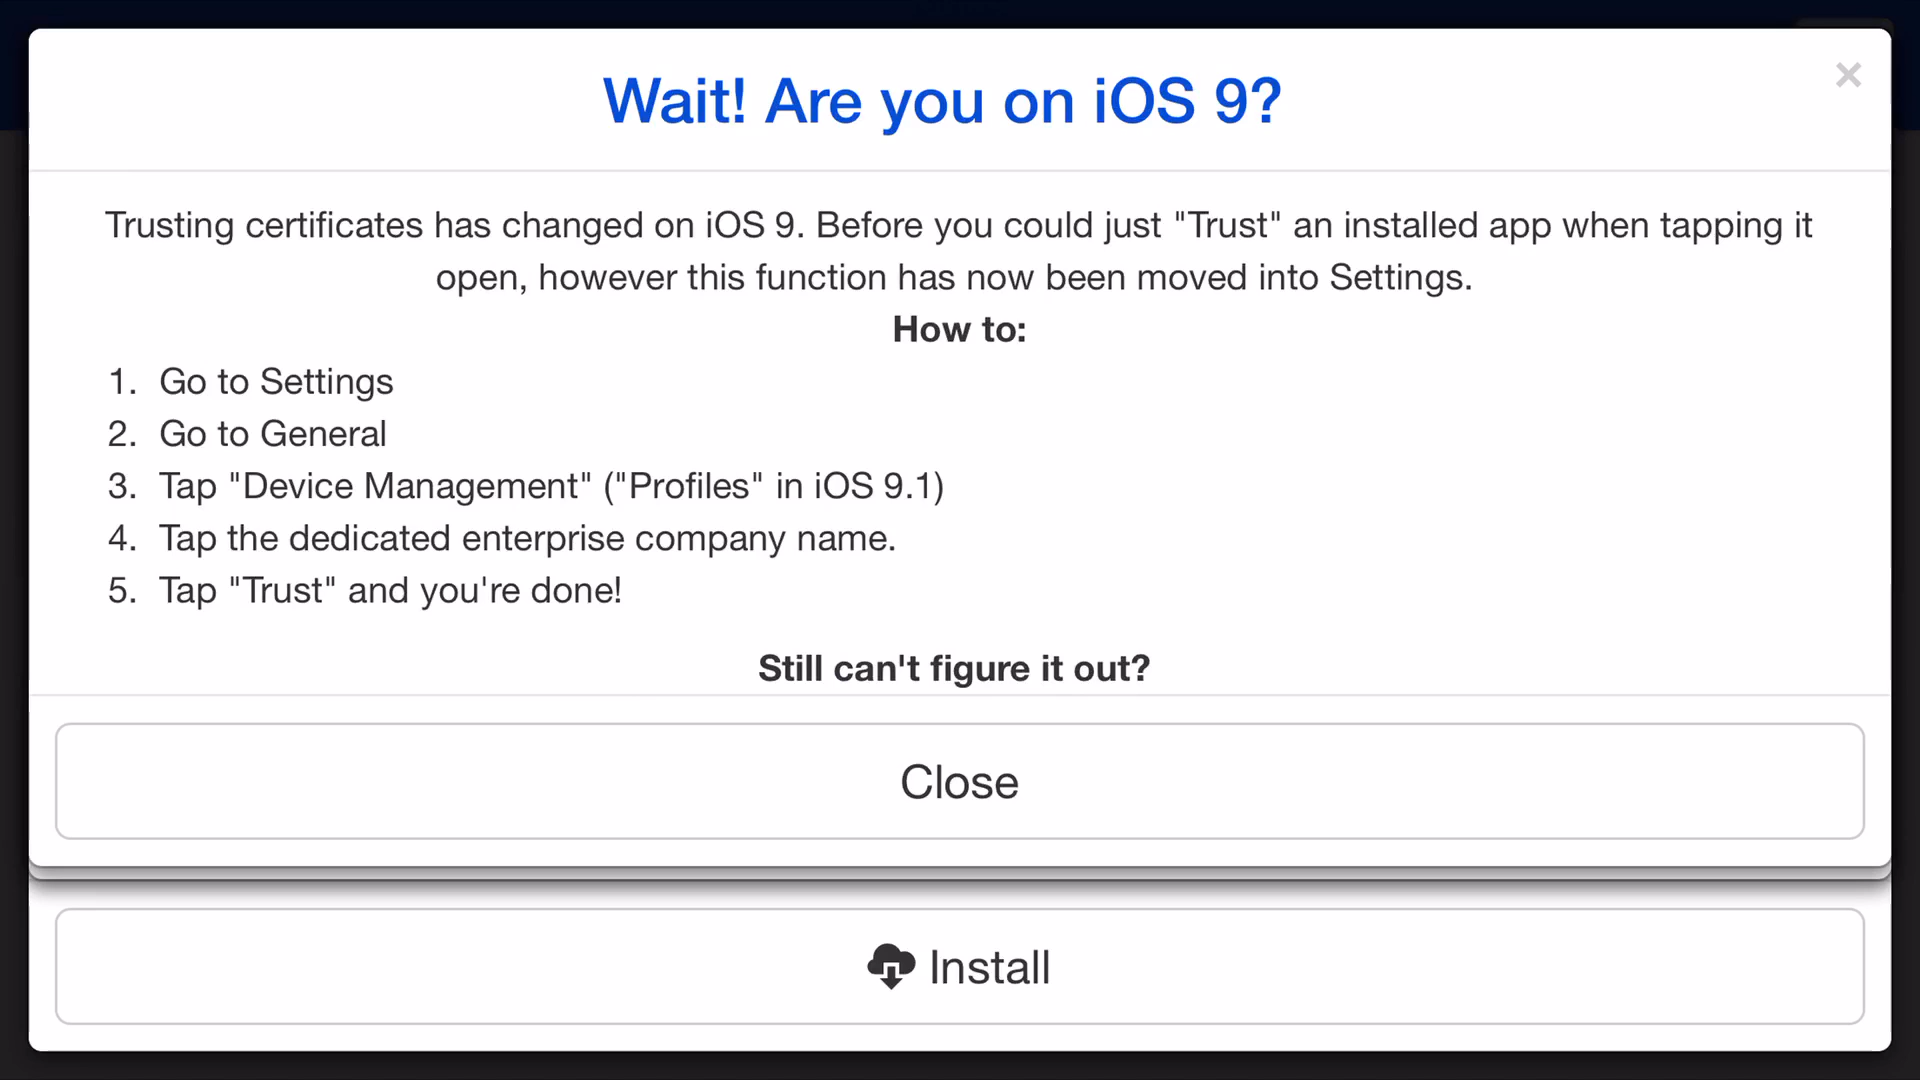 Wait! Are you on iOS 9?
×
Trusting certificates has changed on iOS 9. Before you could just "Trust" an installed app when tapping it
open, however this function has now been moved into Settings.
How to:
1. Go to Settings
2. Go to General
3. Tap "Device Management" ("Profiles" in iOS 9.1)
4. Tap the dedicated enterprise company name.
5. Tap "Trust" and you're done!
Still can't figure it out?
Close
Install